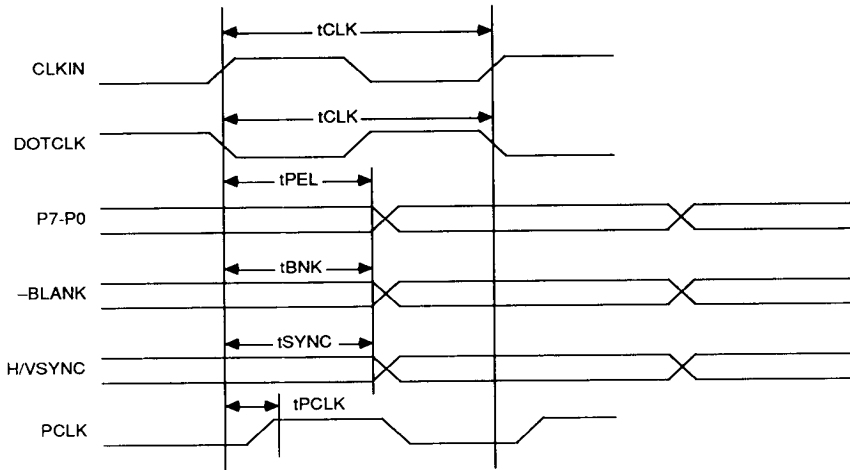 tCLK
CLKIN
tCLK
DOTCLK
tPEL
P7-P0
tBNK
–BLANK
tSYNC
H/VSYNC
tPCLK
PCLK